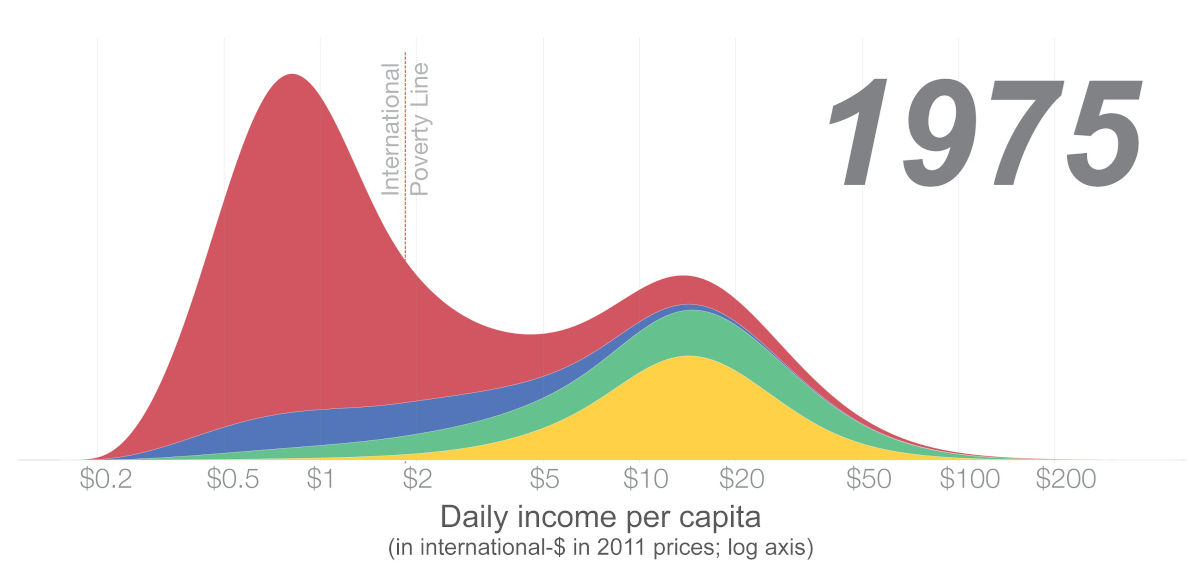 International
Poverty Line
1975
$0.2
$0.5
$1
$2
$5
$10
$20
$50
$100
$200
Daily income per capita
(in international-$ in 2011 prices; log axis)